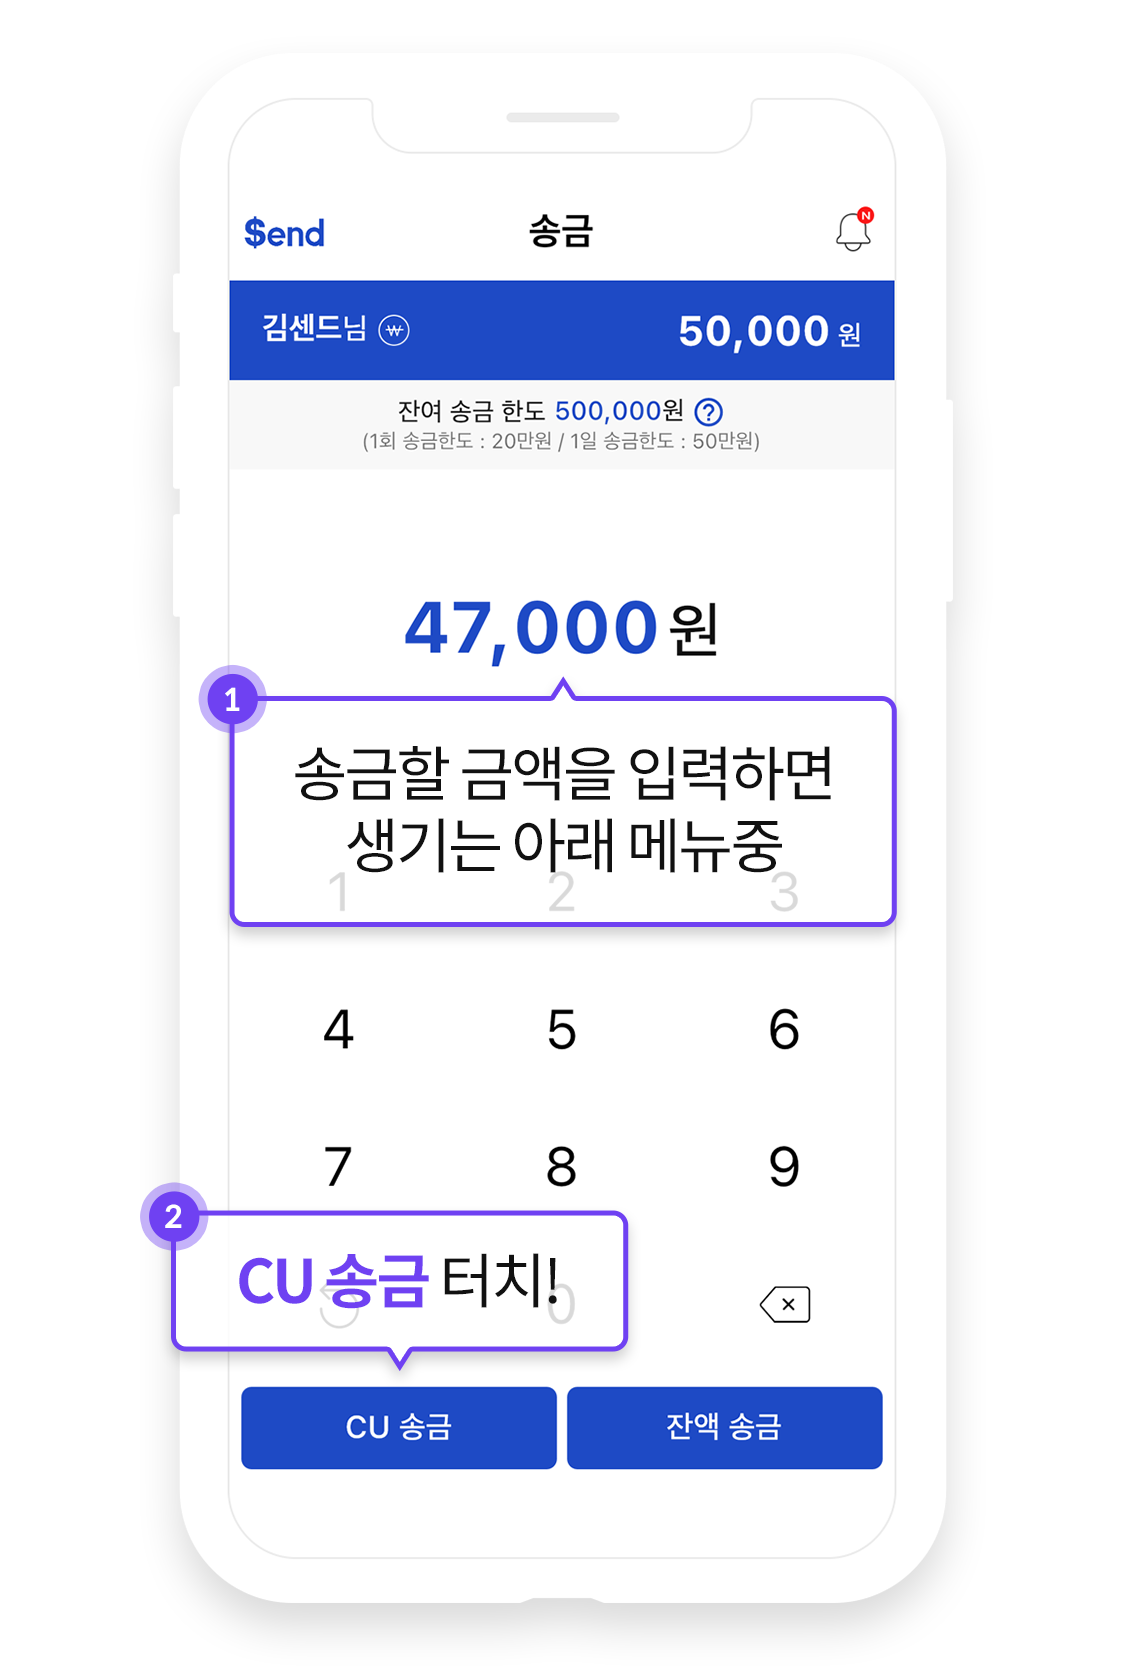 $end
송금
N
김센드님 ₩
50,000 원
잔여 송금 한도 500,000원 ?
(1회 송금한도 : 20만원 / 1일 송금한도 : 50만원)
47,000 원
1
송금할 금액을 입력하면
생기는 아래 메뉴중
1 2 3
4 5 6
7 8 9
2
CU 송금 터치!
0
CU 송금
잔액 송금